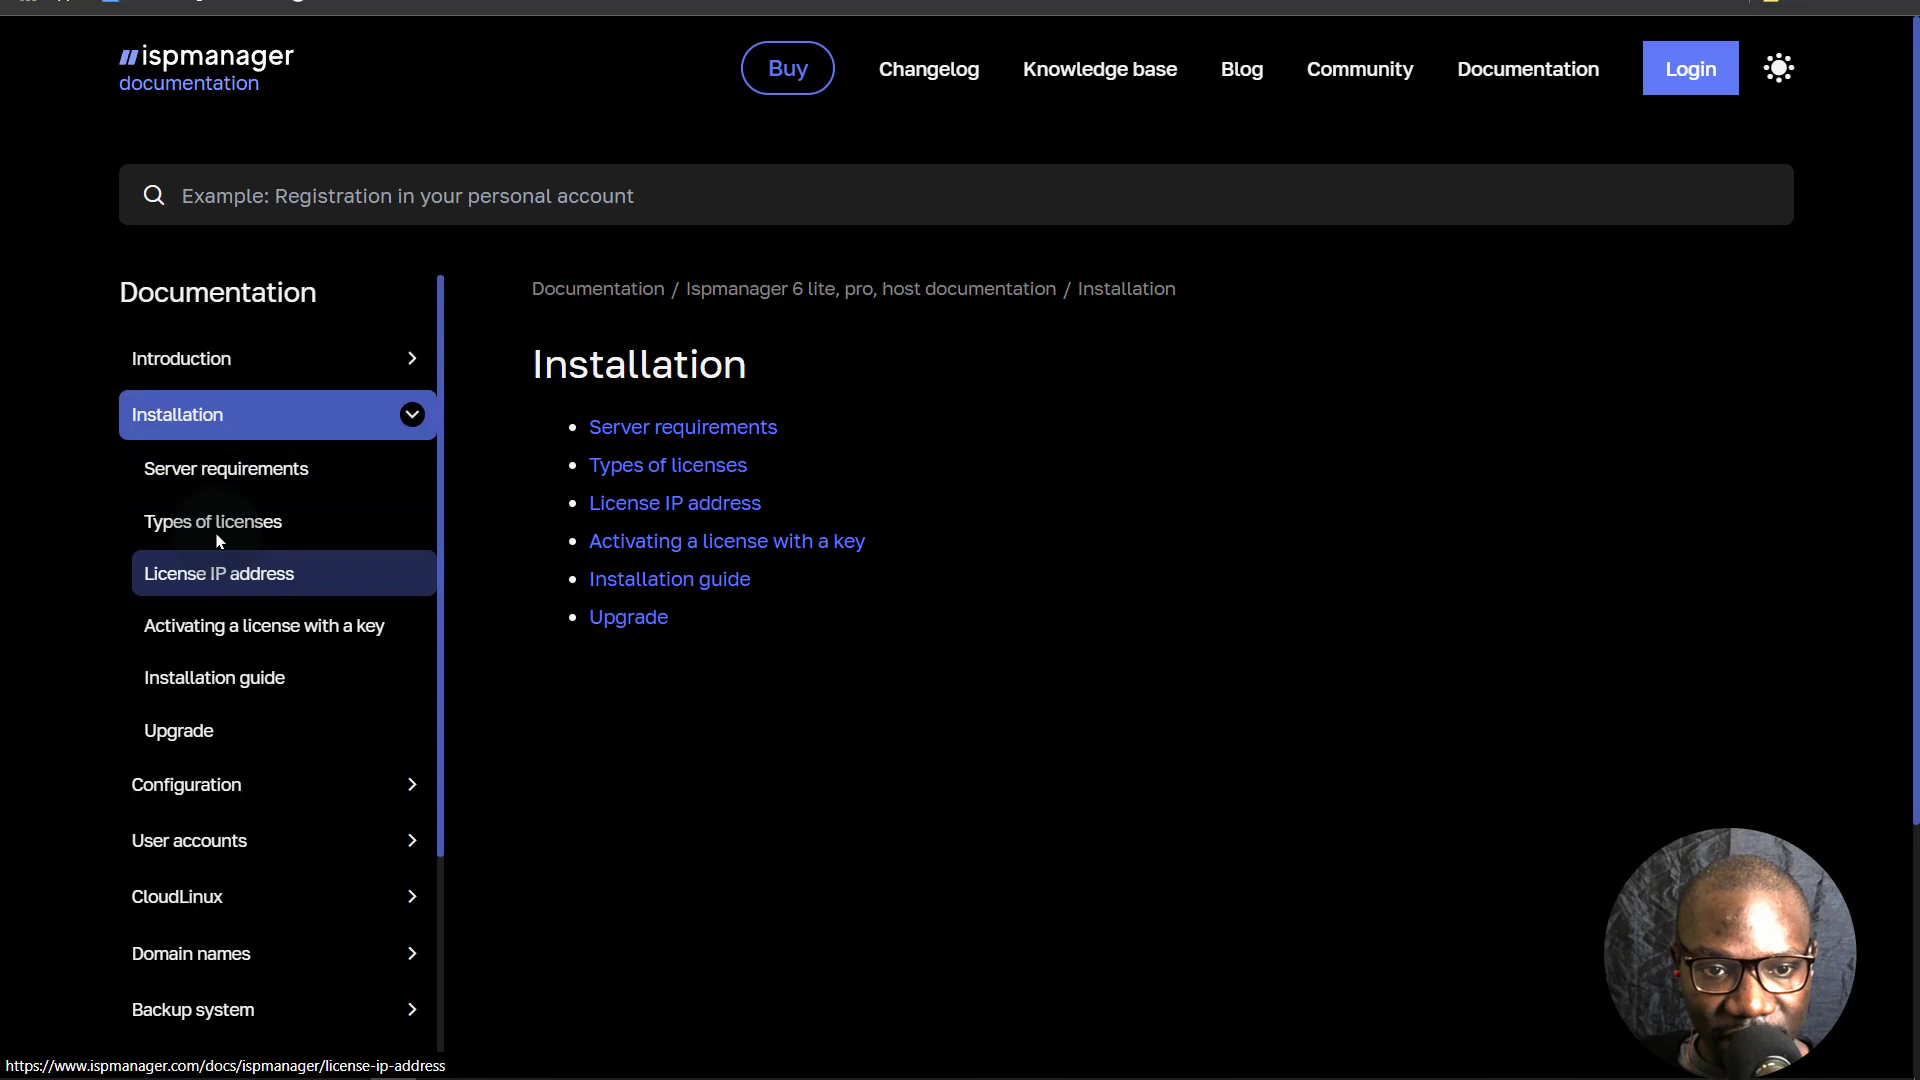 ispmanager
documentation
Buy
Changelog
Knowledge base
Blog
Community
Documentation
Login
Example: Registration in your personal account
Documentation
Introduction
Installation
Server requirements
Types of licenses
License IP address
Activating a license with a key
Installation guide
Upgrade
Configuration
User accounts
CloudLinux
Domain names
Backup system
Documentation / Ispmanager 6 lite, pro, host documentation / Installation
Installation
• Server requirements
• Types of licenses
• License IP address
• Activating a license with a key
• Installation guide
• Upgrade
https://www.ispmanager.com/docs/ispmanager/license-ip-address